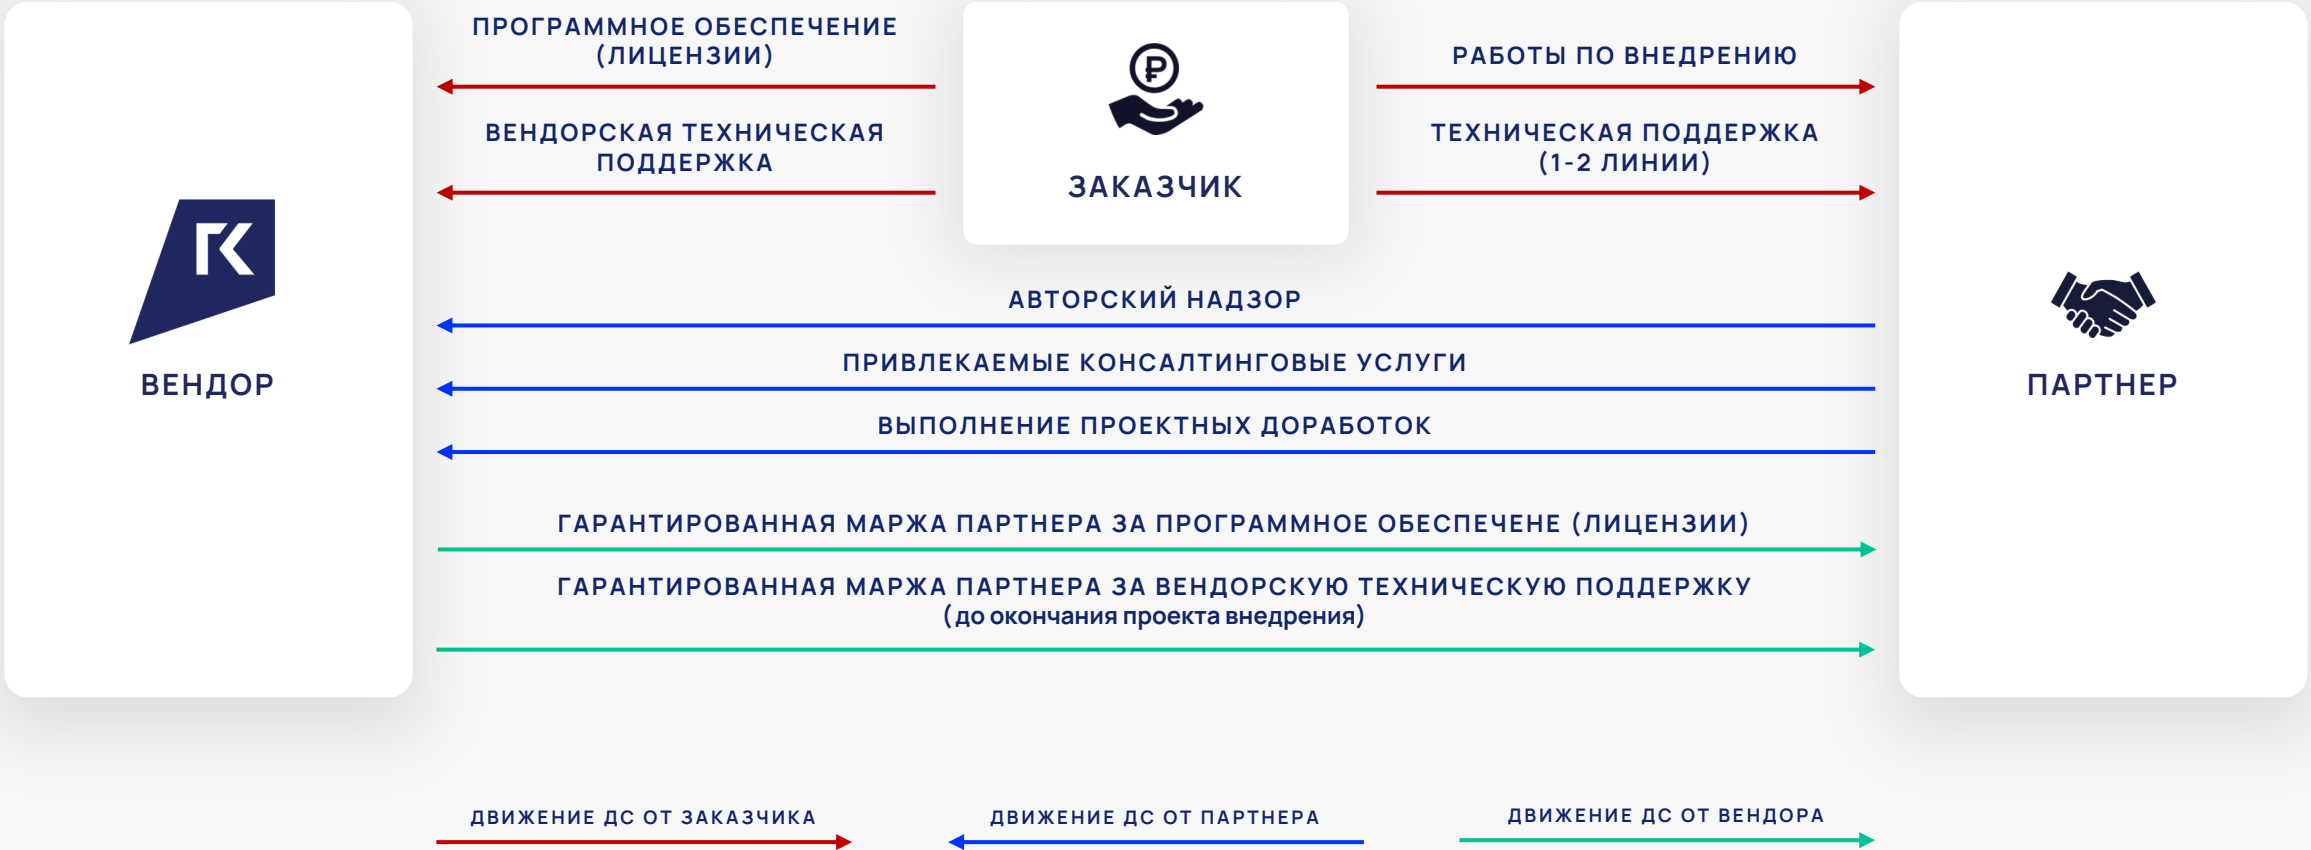 ПРОГРАММНОЕ ОБЕСПЕЧЕНИЕ
(ЛИЦЕНЗИИ)
ВЕНДОРСКАЯ ТЕХНИЧЕСКАЯ
ПОДДЕРЖКА
ЗАКАЗЧИК
РАБОТЫ ПО ВНЕДРЕНИЮ
ТЕХНИЧЕСКАЯ ПОДДЕРЖКА
(1-2 ЛИНИИ)
ГК
ВЕНДОР
ПАРТНЕР
АВТОРСКИЙ НАДЗОР
ПРИВЛЕКАЕМЫЕ КОНСАЛТИНГОВЫЕ УСЛУГИ
ВЫПОЛНЕНИЕ ПРОЕКТНЫХ ДОРАБОТОК
ГАРАНТИРОВАННАЯ МАРЖА ПАРТНЕРА ЗА ПРОГРАММНОЕ ОБЕСПЕЧЕНЕ (ЛИЦЕНЗИИ)
ГАРАНТИРОВАННАЯ МАРЖА ПАРТНЕРА ЗА ВЕНДОРСКУЮ ТЕХНИЧЕСКУЮ ПОДДЕРЖКУ
(до окончания проекта внедрения)
ДВИЖЕНИЕ ДС ОТ ЗАКАЗЧИКА
ДВИЖЕНИЕ ДС ОТ ПАРТНЕРА
ДВИЖЕНИЕ ДС ОТ ВЕНДОРА